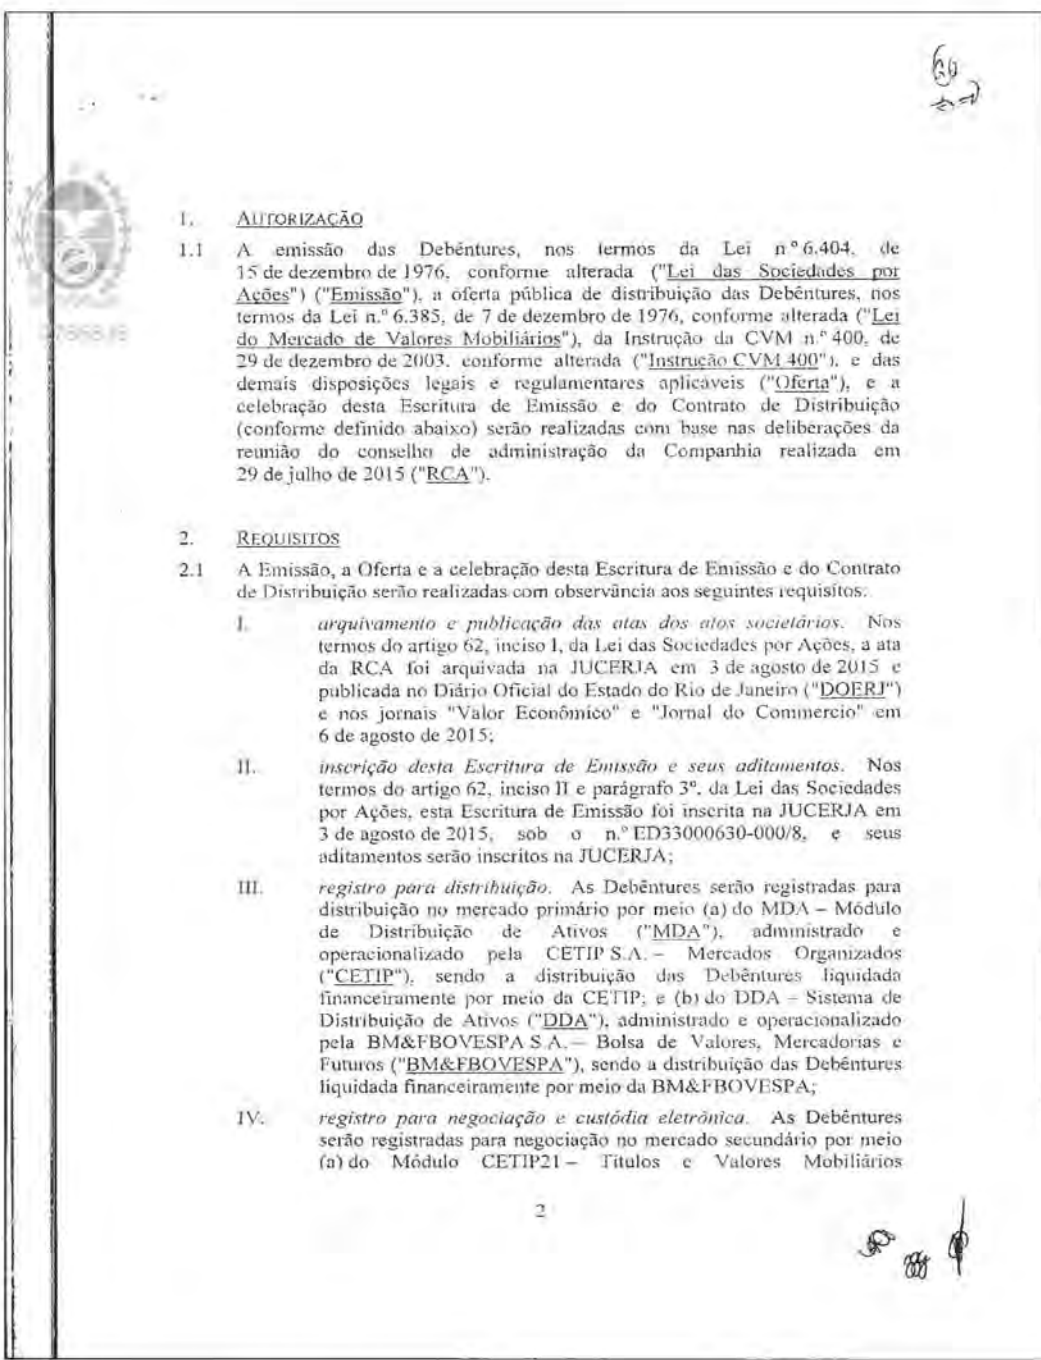 1. AUTORIZAÇÃO
1.1 A emissão das Debêntures, nos termos da Lei n.º 6.404, de
15 de dezembro de 1976, conforme alterada ("Lei das Sociedades por
Ações") ("Emissão"), a oferta pública de distribuição das Debêntures, nos
termos da Lei n.º 6.385, de 7 de dezembro de 1976, conforme alterada ("Lei
do Mercado de Valores Mobiliários"), da Instrução da CVM n.º 400, de
29 de dezembro de 2003, conforme alterada ("Instrução CVM 400"), e das
demais disposições legais e regulamentares aplicáveis ("Oferta"), e a
celebração desta Escritura de Emissão e do Contrato de Distribuição
(conforme definido abaixo) serão realizadas com base nas deliberações da
reunião do conselho de administração da Companhia realizada em
29 de julho de 2015 ("RCA").
2. REQUISITOS
2.1 A Emissão, a Oferta e a celebração desta Escritura de Emissão e do Contrato
de Distribuição serão realizadas com observância aos seguintes requisitos:
I. arquivamento e publicação das atas dos atos societários. Nos
termos do artigo 62, inciso I, da Lei das Sociedades por Ações, a ata
da RCA foi arquivada na JUCERJA em 3 de agosto de 2015 e
publicada no Diário Oficial do Estado do Rio de Janeiro ("DOERJ")
e nos jornais "Valor Econômico" e "Jornal do Commercio" em
6 de agosto de 2015;
II. inscrição desta Escritura de Emissão e seus aditamentos. Nos
termos do artigo 62, inciso II e parágrafo 3º, da Lei das Sociedades
por Ações, esta Escritura de Emissão foi inscrita na JUCERJA em
3 de agosto de 2015, sob o n.º ED33000630-000/8, e seus
aditamentos serão inscritos na JUCERJA;
III. registro para distribuição. As Debêntures serão registradas para
distribuição no mercado primário por meio (a) do MDA – Módulo
de Distribuição de Ativos ("MDA"), administrado e
operacionalizado pela CETIP S.A. – Mercados Organizados
("CETIP"), sendo a distribuição das Debêntures liquidada
financeiramente por meio da CETIP; e (b) do DDA – Sistema de
Distribuição de Ativos ("DDA"), administrado e operacionalizado
pela BM&FBOVESPA S.A. – Bolsa de Valores, Mercadorias e
Futuros ("BM&FBOVESPA"), sendo a distribuição das Debêntures
liquidada financeiramente por meio da BM&FBOVESPA;
IV. registro para negociação e custódia eletrônica. As Debêntures
serão registradas para negociação no mercado secundário por meio
(a) do Módulo CETIP21 – Títulos e Valores Mobiliários
2